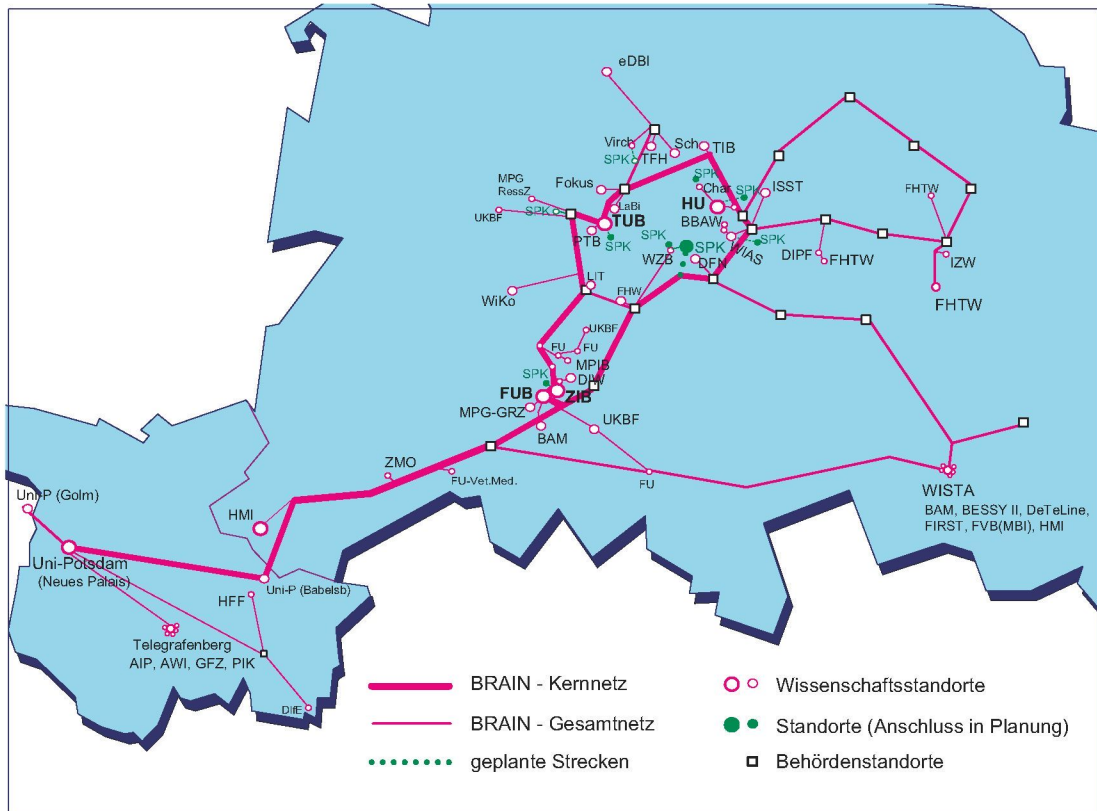 eDBI
Virch
SPK
TFH
Sch
TIB
MPG
RessZ
Fokus
SPK
Char
SPK
ISST
FHTW
UKBF
SPK
LaBi
HU
TUB
BBAW
PTB
SPK
SPK
SPK
WIAS
SPK
WZB
DFN
DIPF
FHTW
IZW
LIT
WiKo
FHW
FHTW
UKBF
FU
FU
MPIB
SPK
DIW
FUB
ZIB
MPG-GRZ
BAM
UKBF
ZMO
FU-Vet.Med.
FU
WISTA
BAM, BESSY II, DeTeLine,
FIRST, FVB(MBI), HMI
Uni-P (Golm)
HMI
Uni-Potsdam
(Neues Palais)
Uni-P (Babelsb)
HFF
Telegrafenberg
AIP, AWI, GFZ, PIK
DIfE
BRAIN - Kernnetz
Wissenschaftsstandorte
BRAIN - Gesamtnetz
Standorte (Anschluss in Planung)
geplante Strecken
Behördenstandorte